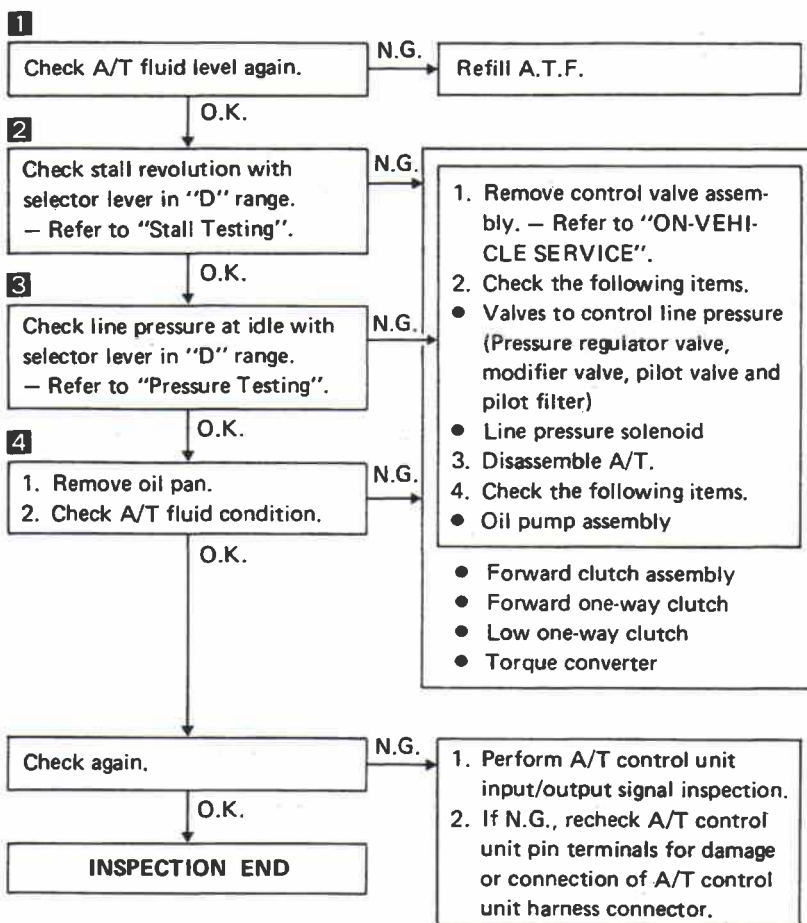 1
Check A/T fluid level again.
N.G.
Refill A.T.F.
O.K.
2
Check stall revolution with
selector lever in "D" range.
– Refer to "Stall Testing".
N.G.
O.K.
3
Check line pressure at idle with
selector lever in "D" range.
– Refer to "Pressure Testing".
N.G.
O.K.
4
1. Remove oil pan.
2. Check A/T fluid condition.
N.G.
O.K.
1. Remove control valve assem-
bly. – Refer to "ON-VEHI-
CLE SERVICE".
2. Check the following items.
● Valves to control line pressure
(Pressure regulator valve,
modifier valve, pilot valve and
pilot filter)
● Line pressure solenoid
3. Disassemble A/T.
4. Check the following items.
● Oil pump assembly
● Forward clutch assembly
● Forward one-way clutch
● Low one-way clutch
● Torque converter
Check again.
N.G.
O.K.
1. Perform A/T control unit
input/output signal inspection.
2. If N.G., recheck A/T control
unit pin terminals for damage
or connection of A/T control
unit harness connector.
INSPECTION END